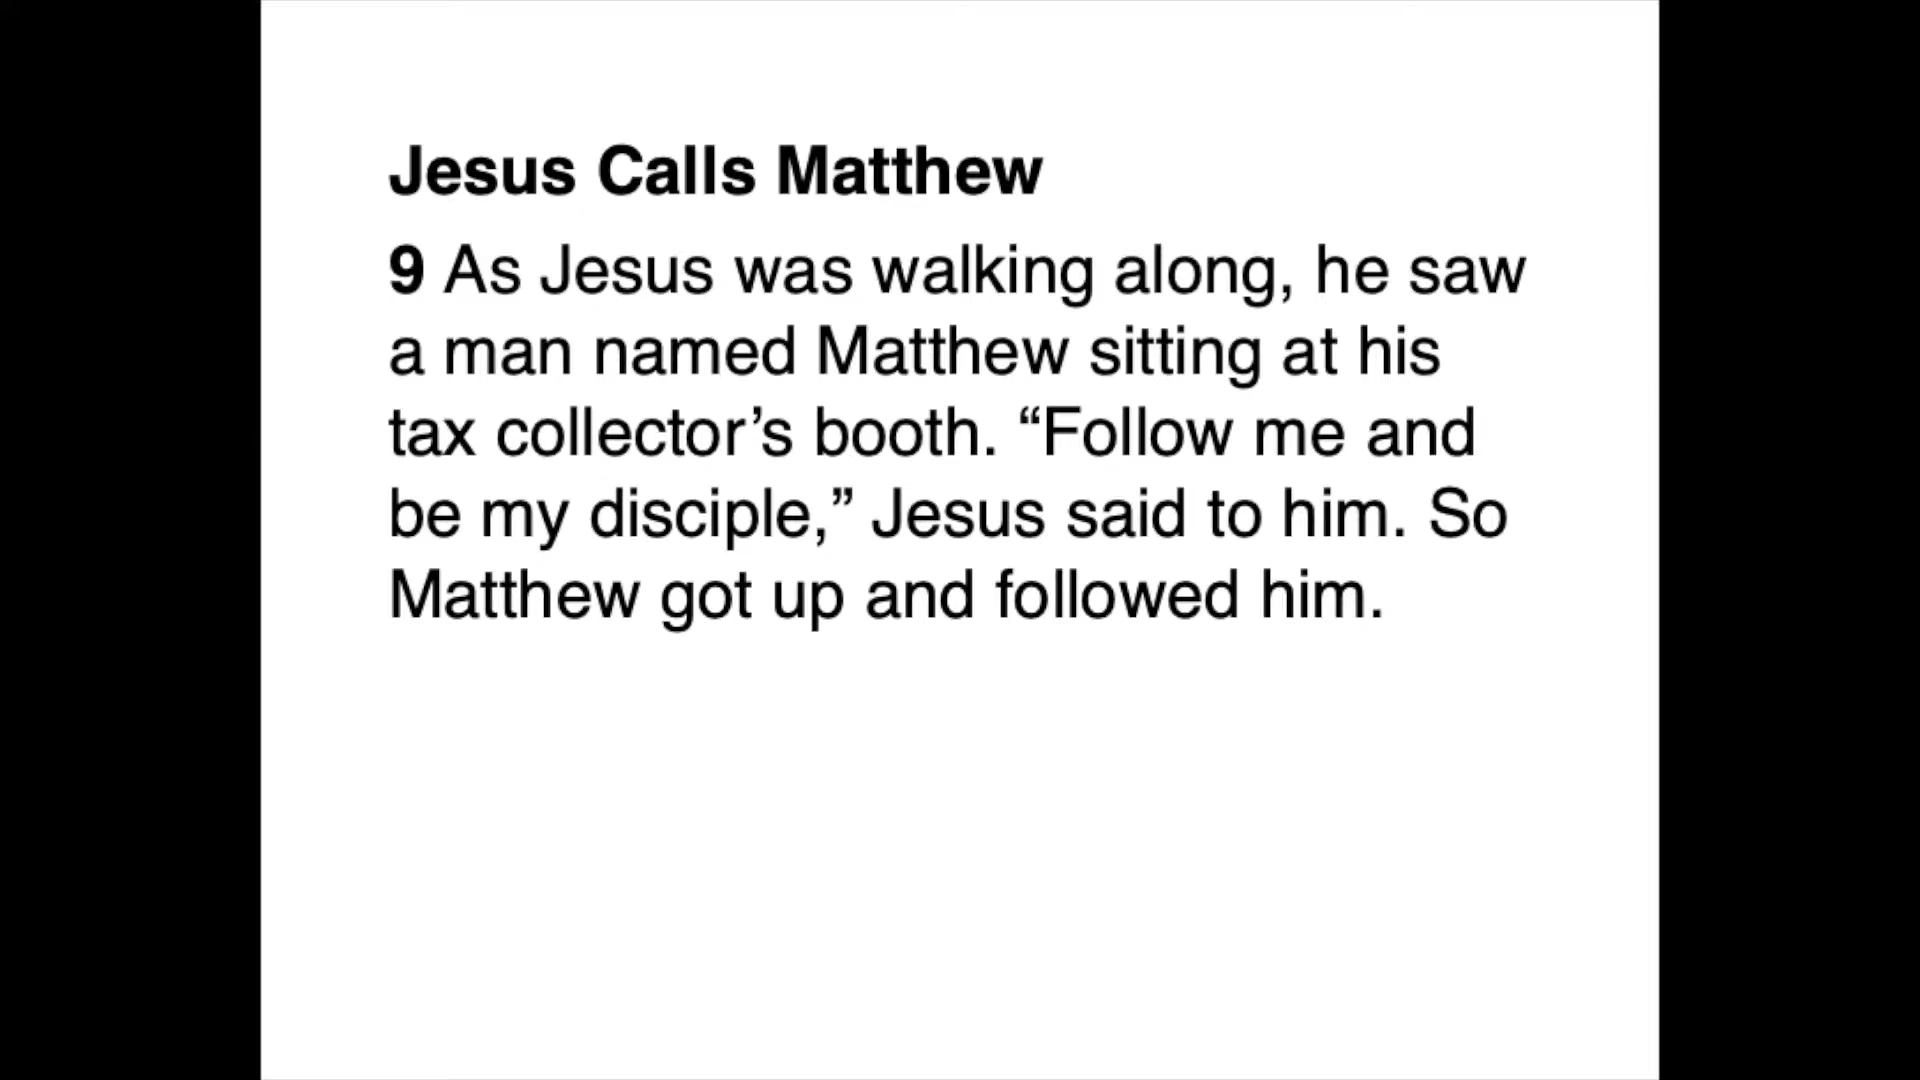 Jesus Calls Matthew
9 As Jesus was walking along, he saw
a man named Matthew sitting at his
tax collector’s booth. “Follow me and
be my disciple,” Jesus said to him. So
Matthew got up and followed him.